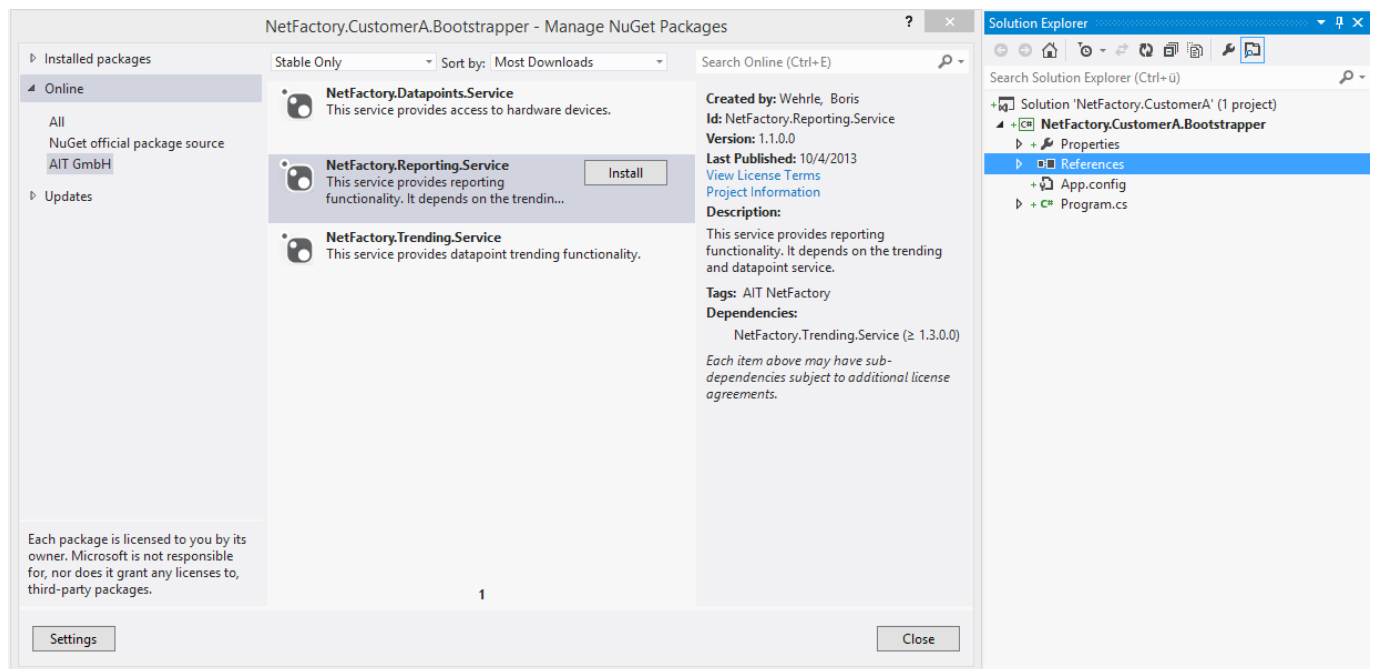 NetFactory.CustomerA.Bootstrapper - Manage NuGet Packages
?
Installed packages
Online
All
NuGet official package source
AIT GmbH
Updates
Each package is licensed to you by its
owner. Microsoft is not responsible
for, nor does it grant any licenses to,
third-party packages.
Settings
Stable Only
Sort by: Most Downloads
NetFactory.Datapoints.Service
This service provides access to hardware devices.
NetFactory.Reporting.Service
This service provides reporting
functionality. It depends on the trendin...
Install
NetFactory.Trending.Service
This service provides datapoint trending functionality.
1
Search Online (Ctrl+E)
Created by: Wehrle, Boris
Id: NetFactory.Reporting.Service
Version: 1.1.0.0
Last Published: 10/4/2013
View License Terms
Project Information
Description:
This service provides reporting
functionality. It depends on the trending
and datapoint service.
Tags: AIT NetFactory
Dependencies:
NetFactory.Trending.Service (≥ 1.3.0.0)
Each item above may have sub-
dependencies subject to additional license
agreements.
Close
Solution Explorer
Search Solution Explorer (Ctrl+ü)
Solution 'NetFactory.CustomerA' (1 project)
C# NetFactory.CustomerA.Bootstrapper
Properties
References
App.config
C# Program.cs